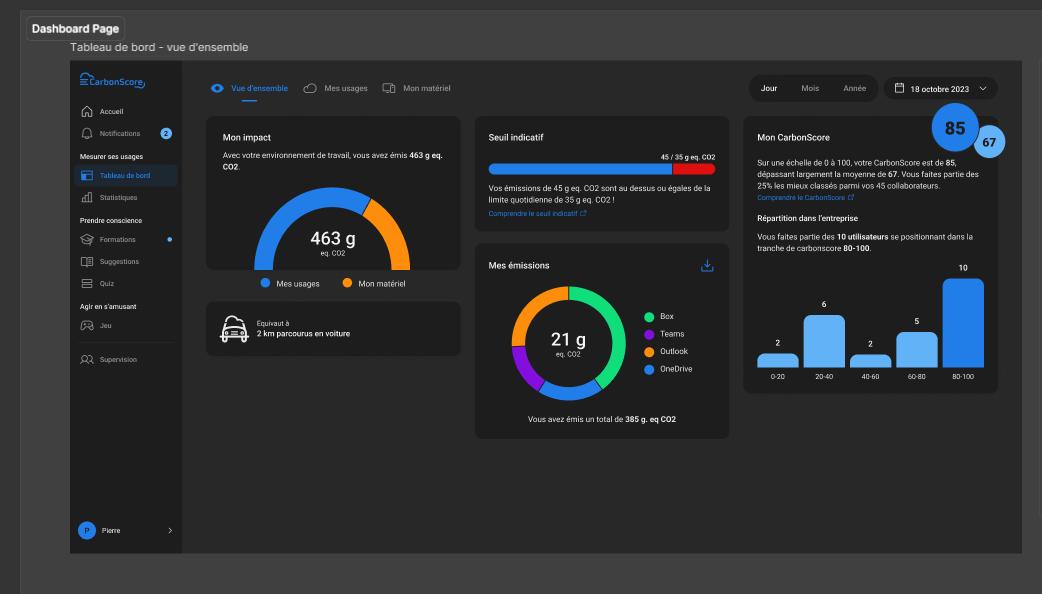 Dashboard Page
Tableau de bord - vue d'ensemble
CarbonScore
Accueil
Notifications 2
Mesurer ses usages
Tableau de bord
Statistiques
Prendre conscience
Formations
Suggestions
Quiz
Agir en s'amusant
Jeu
Supervision
P Pierre
Vue d'ensemble Mes usages Mon matériel
Jour Mois Année 18 octobre 2023
Mon impact
Avec votre environnement de travail, vous avez émis 463 g eq.
CO2.
463 g
eq. CO2
Mes usages Mon matériel
Equivaut à
2 km parcourus en voiture
Seuil indicatif
45 / 35 g eq. CO2
Vos émissions de 45 g eq. CO2 sont au dessus ou égales de la
limite quotidienne de 35 g eq. CO2 !
Comprendre le seuil indicatif
Mes émissions
21 g
eq. CO2
Box
Teams
Outlook
OneDrive
Vous avez émis un total de 385 g. eq CO2
85
67
Mon CarbonScore
Sur une échelle de 0 à 100, votre CarbonScore est de 85,
dépassant largement la moyenne de 67. Vous faites partie des
25% les mieux classés parmi vos 45 collaborateurs.
Comprendre le CarbonScore
Répartition dans l'entreprise
Vous faites partie des 10 utilisateurs se positionnant dans la
tranche de carbonscore 80-100.
2 6 2 5 10
0-20 20-40 40-60 60-80 80-100